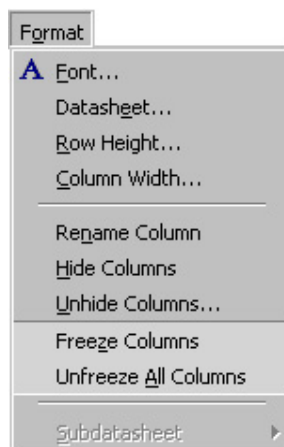 Format
Font...
Datasheet...
Row Height...
Column Width...
Rename Column
Hide Columns
Unhide Columns...
Freeze Columns
Unfreeze All Columns
Subdatasheet